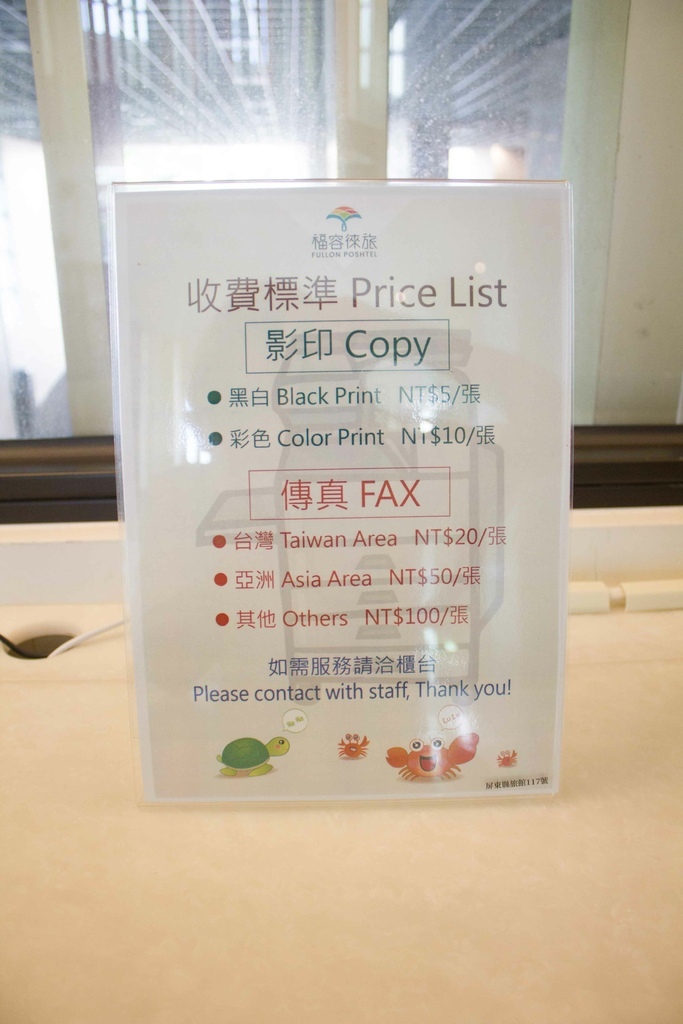 福容徠旅
FULLON POSHTEL
收費標準 Price List
影印 Copy
● 黑白 Black Print NT$5/張
● 彩色 Color Print NT$10/張
傳真 FAX
● 台灣 Taiwan Area NT$20/張
● 亞洲 Asia Area NT$50/張
● 其他 Others NT$100/張
如需服務請洽櫃台
Please contact with staff, Thank you!
屏東縣旅館117號